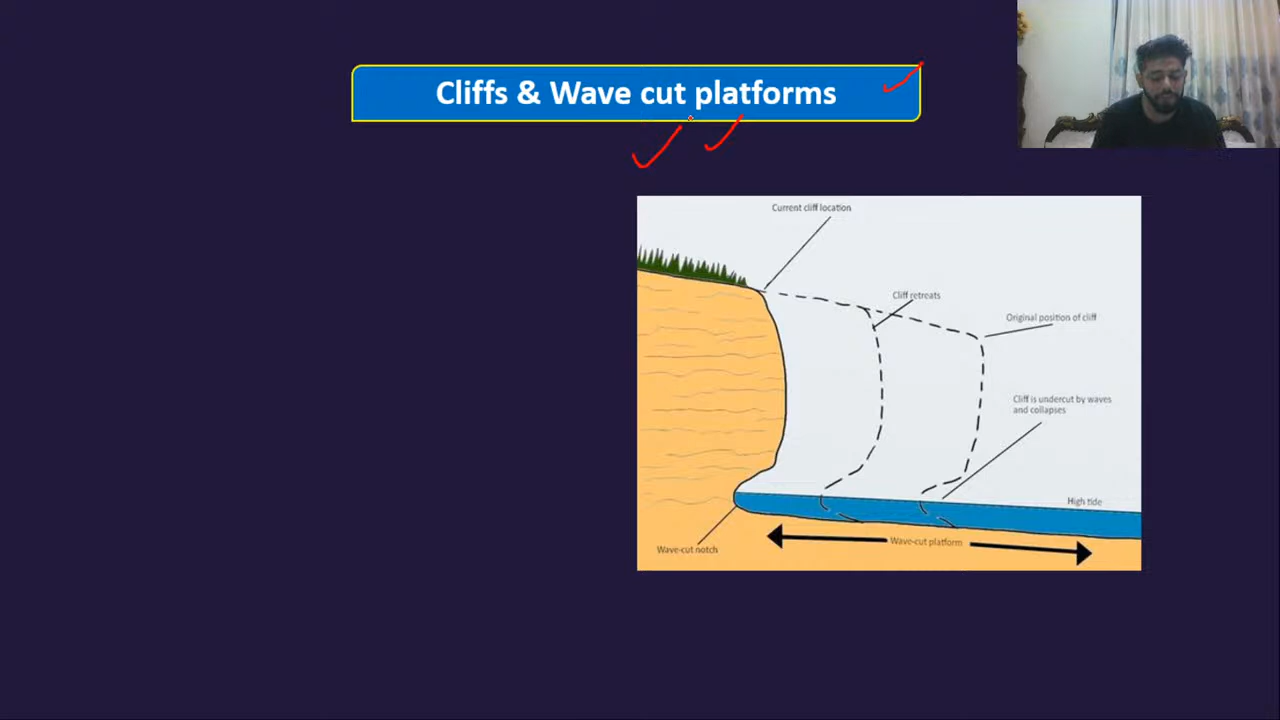 Cliffs & Wave cut platforms
Current cliff location
Cliff retreats
Original position of cliff
Cliff is undercut by waves
and collapses
High tide
Wave-cut platform
Wave-cut notch